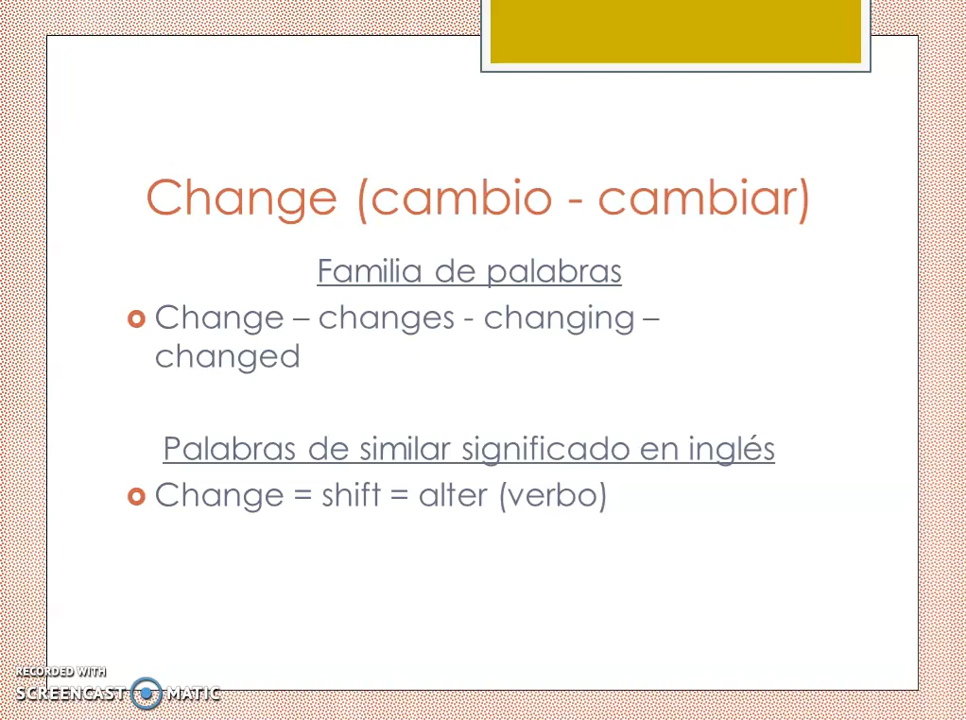 Change (cambio - cambiar)
Familia de palabras
Change – changes - changing –
changed
Palabras de similar significado en inglés
Change = shift = alter (verbo)
RECORDED WITH
SCREENCAST MATIC